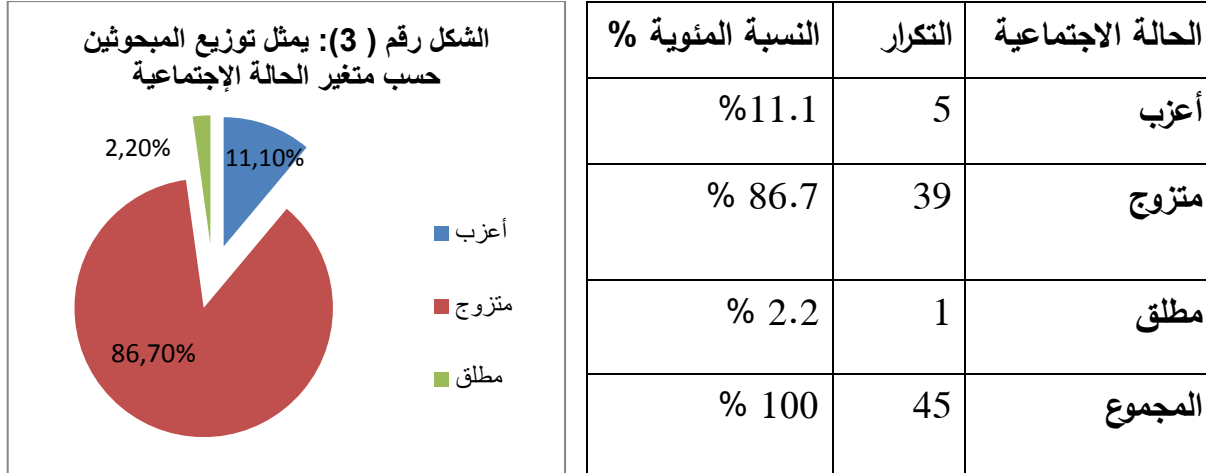 الحالة الاجتماعية التكرار النسبة المئوية %
أعزب 5 11.1%
متزوج 39 86.7 %
مطلق 1 2.2 %
المجموع 45 100 %
الشكل رقم ( 3): يمثل توزيع المبحوثين
حسب متغير الحالة الإجتماعية
2,20%
11,10%
86,70%
أعزب
متزوج
مطلق